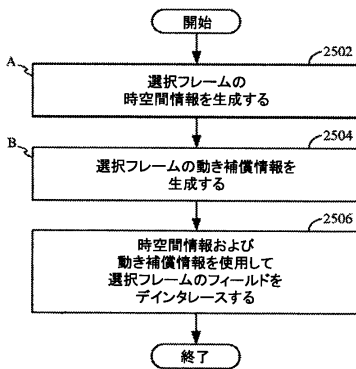 開始
2502
A
選択フレームの
時空間情報を生成する
2504
B
選択フレームの動き補償情報を
生成する
2506
時空間情報および
動き補償情報を使用して
選択フレームのフィールドを
デインタレースする
終了